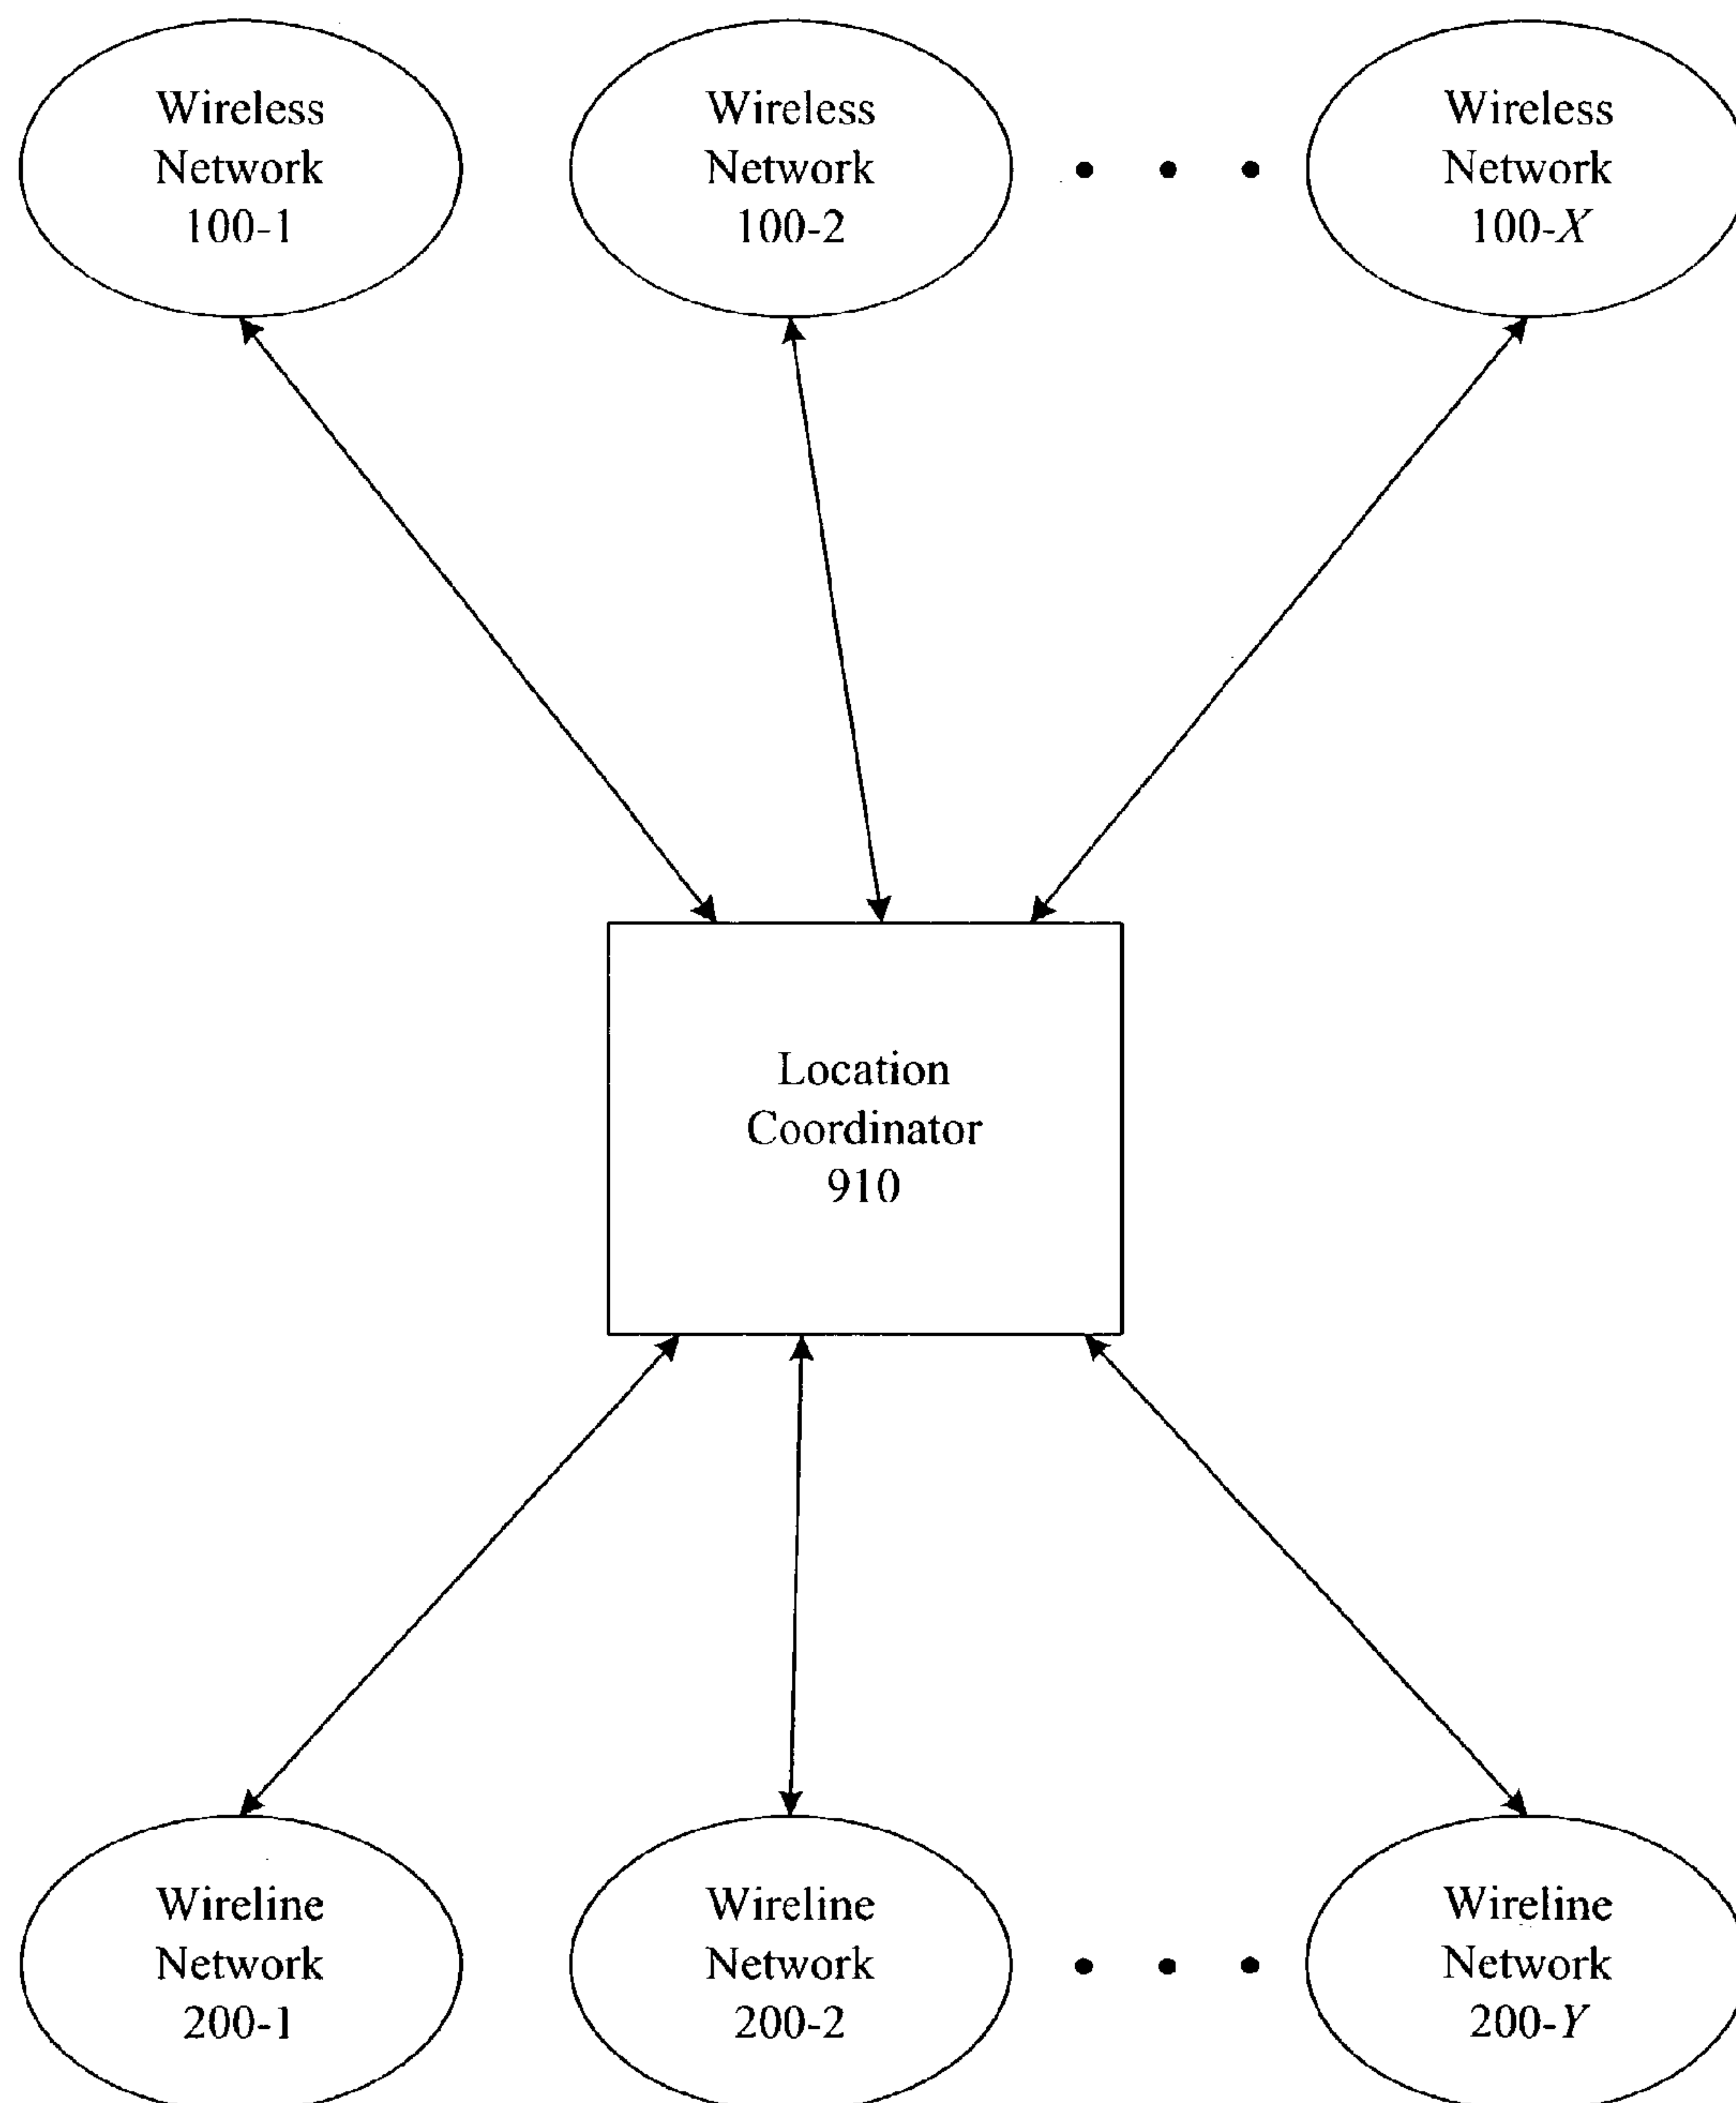 Wireless
Network
100-1
Wireless
Network
100-2
Wireless
Network
100-X
Location
Coordinator
910
Wireline
Network
200-1
Wireline
Network
200-2
Wireline
Network
200-Y